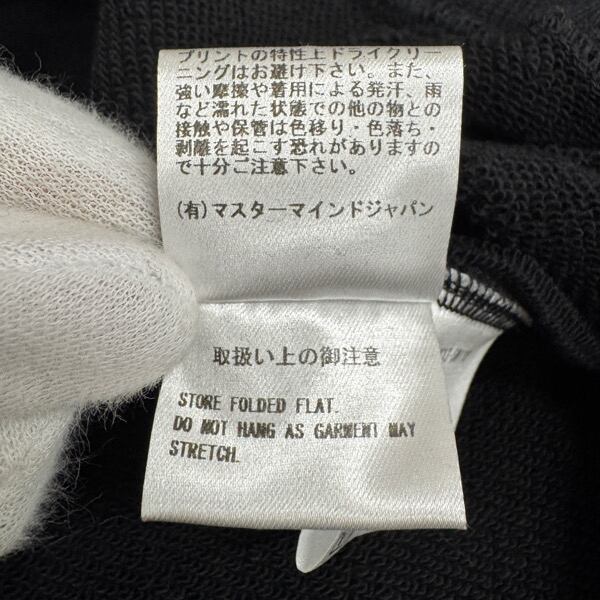 プリントの特性上ドライクリー
ニングはお避け下さい。また、
強い摩擦や着用による発汗、雨
など濡れた状態での他の物との
接触や保管は色移り・色落ち・
剥離を起こす恐れがありますの
で十分ご注意下さい。
(有)マスターマインドジャパン
取扱い上の御注意
STORE FOLDED FLAT.
DO NOT HANG AS GARMENT MAY
STRETCH.